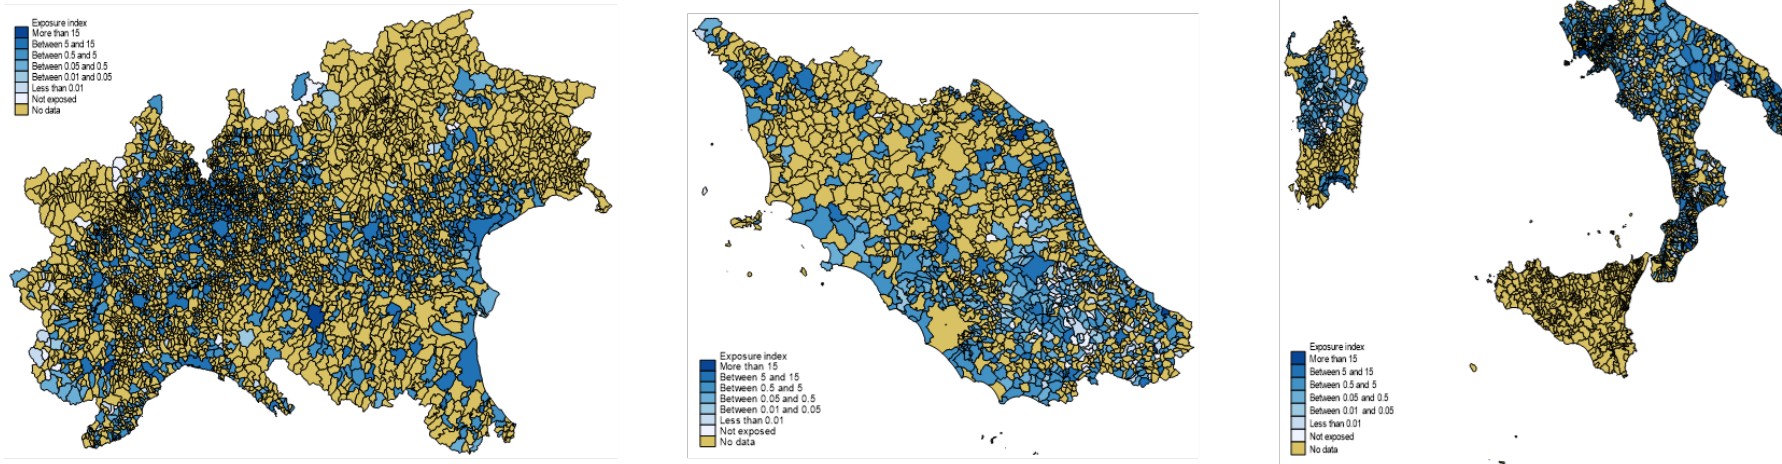 Exposure index
More than 15
Between 5 and 15
Between 0.5 and 5
Between 0.05 and 0.5
Between 0.01 and 0.05
Less than 0.01
Not exposed
No data
Exposure index
More than 15
Between 5 and 15
Between 0.5 and 5
Between 0.05 and 0.5
Between 0.01 and 0.05
Less than 0.01
Not exposed
No data
Exposure index
More than 15
Between 5 and 15
Between 0.5 and 5
Between 0.05 and 0.5
Between 0.01 and 0.05
Less than 0.01
Not exposed
No data